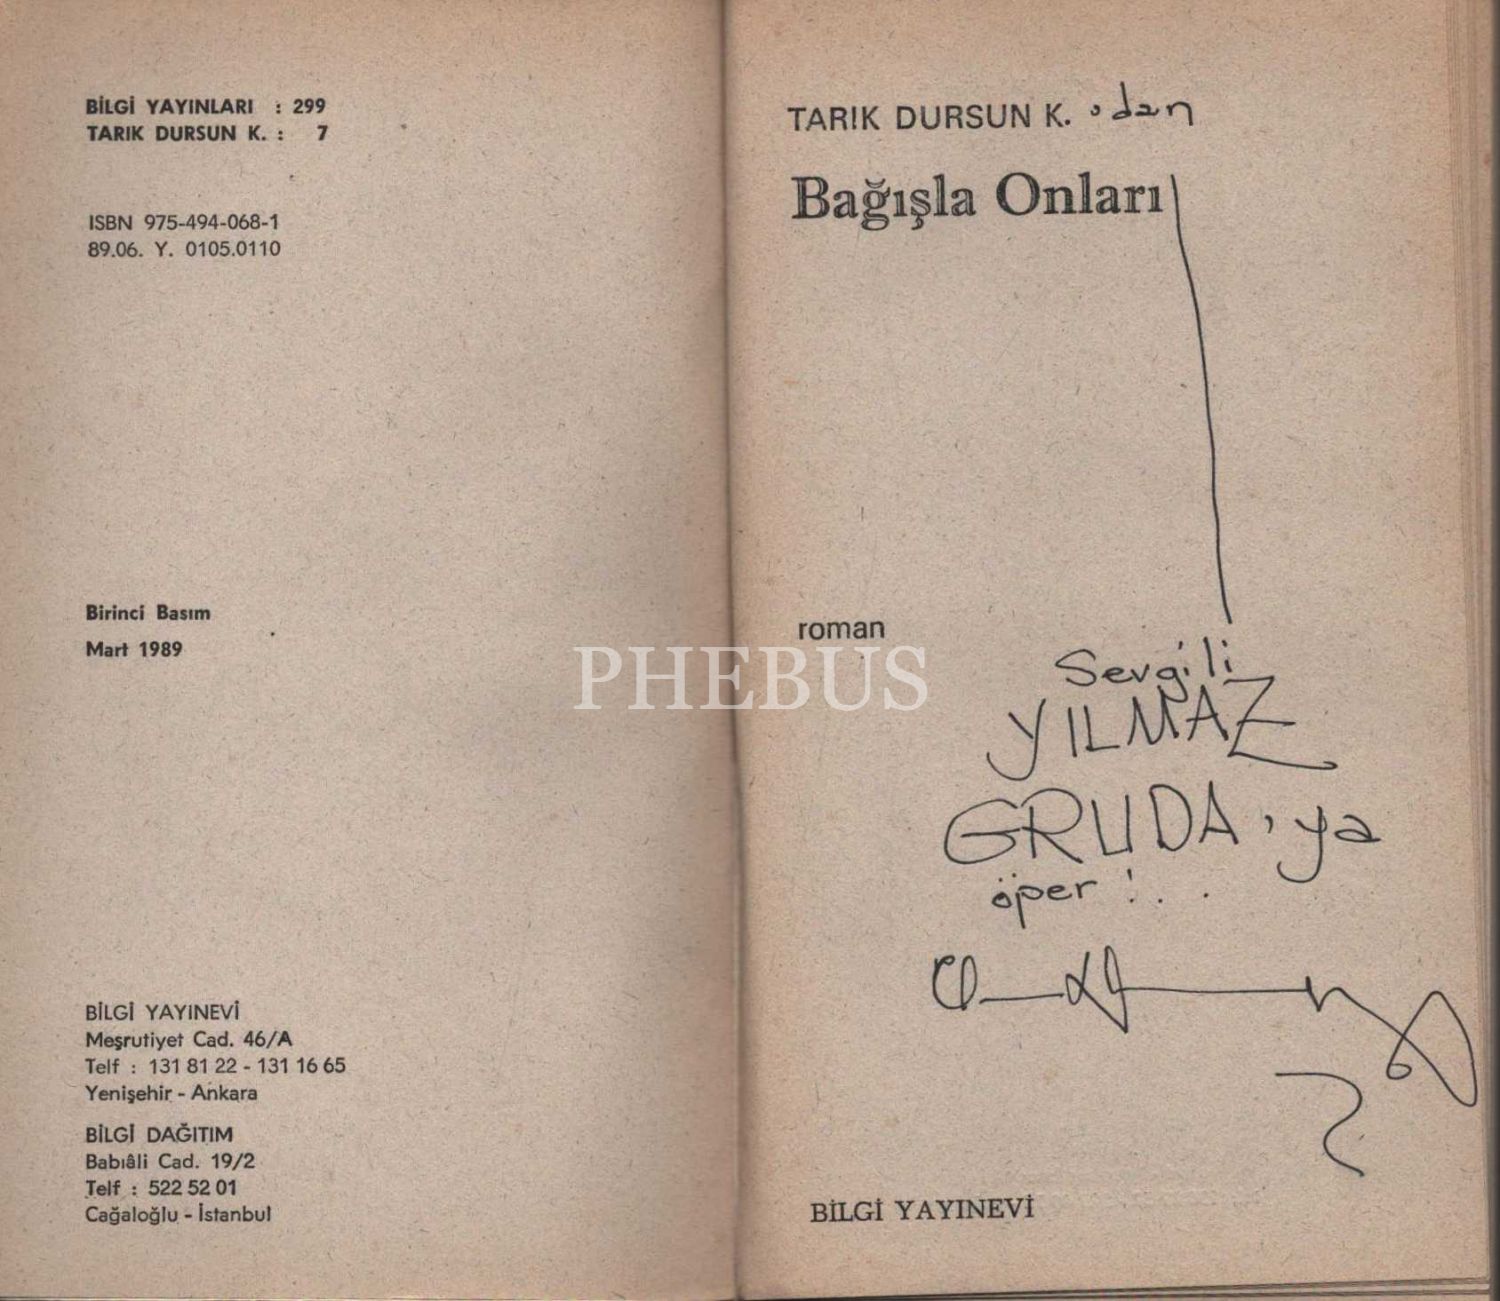 BİLGİ YAYINLARI : 299
TARIK DURSUN K. : 7
ISBN 975-494-068-1
89.06. Y. 0105.0110
Birinci Basım
Mart 1989
BİLGİ YAYINEVİ
Meşrutiyet Cad. 46/A
Telf : 131 81 22 - 131 16 65
Yenişehir - Ankara
BİLGİ DAĞITIM
Babıâli Cad. 19/2
Telf : 522 52 01
Cağaloğlu - İstanbul
PHEBUS
TARIK DURSUN K. 'dan
Bağışla Onları
roman
Sevgili
YILMAZ
GRUDA'ya
öper!..
BİLGİ YAYINEVİ